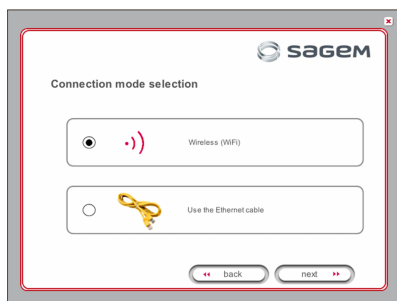 SAGEM
Connection mode selection
Wireless (WiFi)
Use the Ethernet cable
back
next